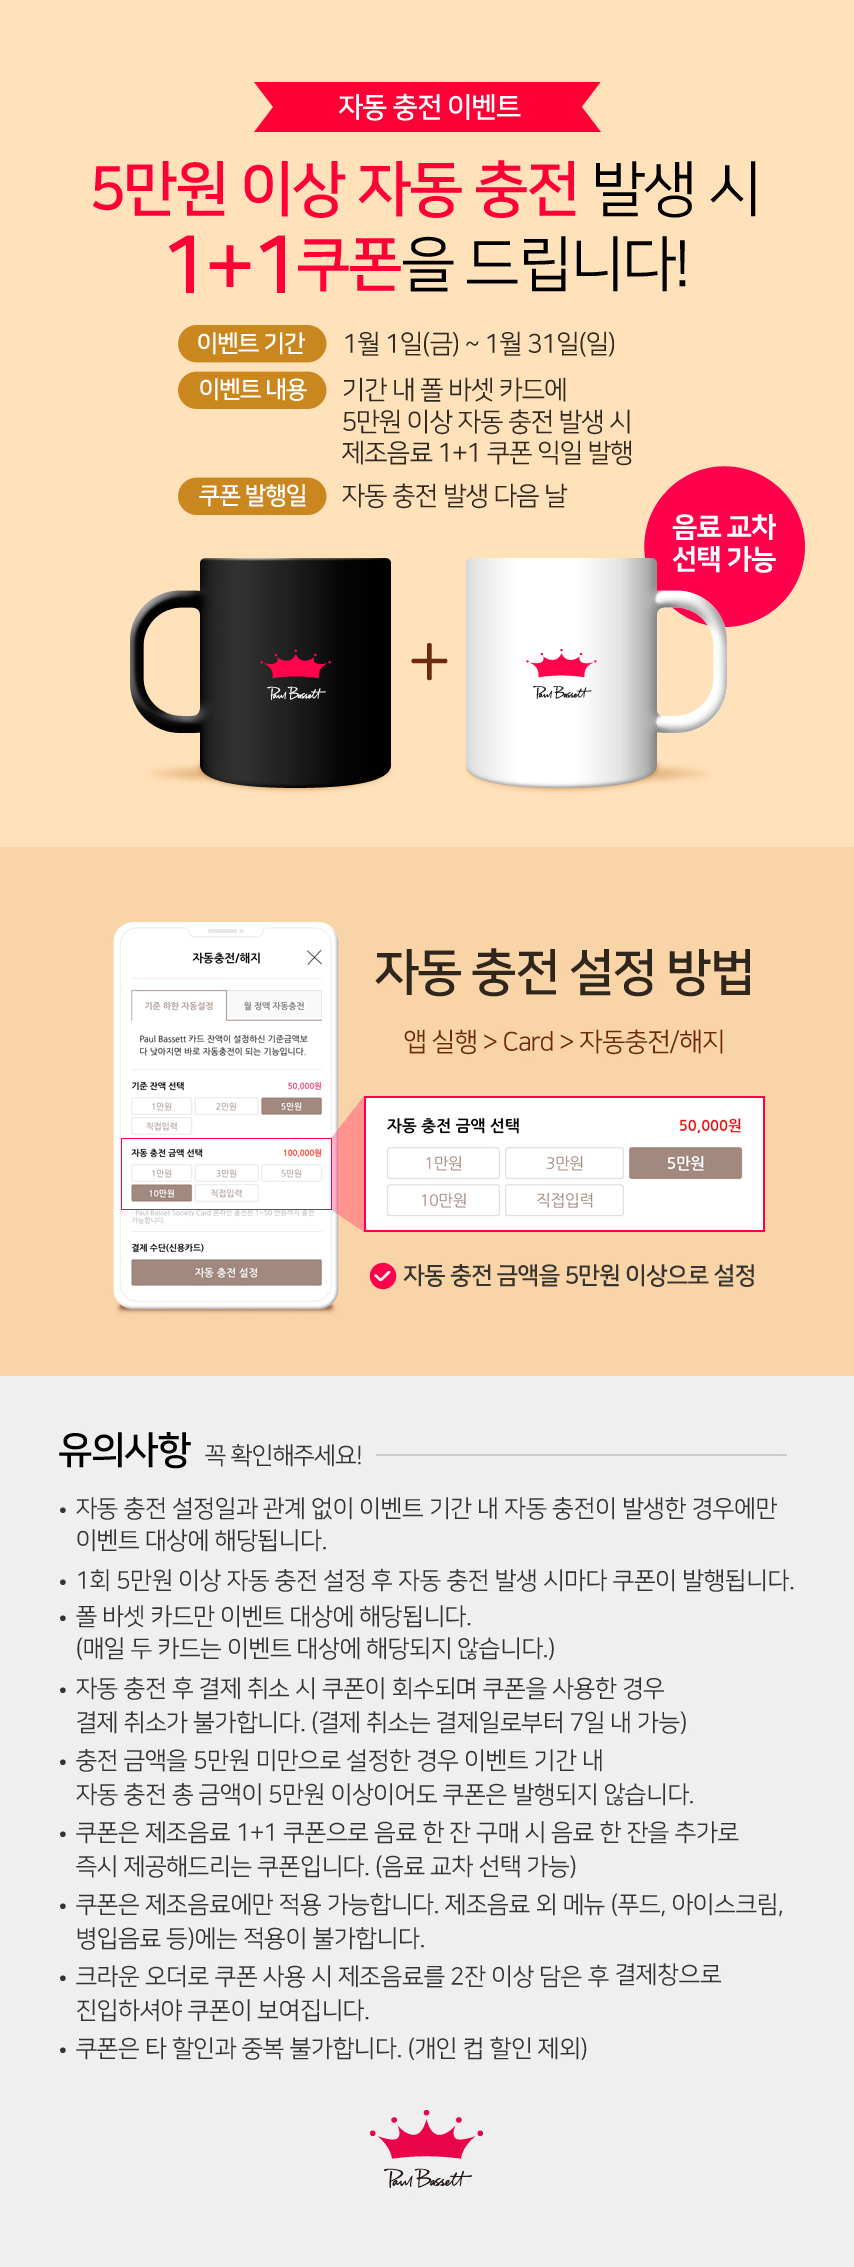 자동 충전 이벤트
5만원 이상 자동 충전 발생 시
1+1쿠폰을 드립니다!
이벤트 기간 1월 1일(금) ~ 1월 31일(일)
이벤트 내용 기간 내 폴 바셋 카드에
5만원 이상 자동 충전 발생 시
제조음료 1+1 쿠폰 익일 발행
쿠폰 발행일 자동 충전 발생 다음 날
음료 교차
선택 가능
Paul Bassett
+
Paul Bassett
자동충전/해지
기준 하한 자동설정 월 정액 자동충전
Paul Bassett 카드 잔액이 설정하신 기준금액보
다 낮아지면 바로 자동충전이 되는 기능입니다.
기준 잔액 선택 50,000원
1만원 2만원 5만원
직접입력
자동 충전 금액 선택 100,000원
1만원 3만원 5만원
10만원 직접입력
· Paul Basset Society Card 온라인 충전은 1~50 만원까지 충전
가능합니다.
결제 수단(신용카드)
자동 충전 설정
자동 충전 설정 방법
앱 실행 > Card > 자동충전/해지
자동 충전 금액 선택 50,000원
1만원 3만원 5만원
10만원 직접입력
자동 충전 금액을 5만원 이상으로 설정
유의사항 꼭 확인해주세요!
• 자동 충전 설정일과 관계 없이 이벤트 기간 내 자동 충전이 발생한 경우에만
이벤트 대상에 해당됩니다.
• 1회 5만원 이상 자동 충전 설정 후 자동 충전 발생 시마다 쿠폰이 발행됩니다.
• 폴 바셋 카드만 이벤트 대상에 해당됩니다.
(매일 두 카드는 이벤트 대상에 해당되지 않습니다.)
• 자동 충전 후 결제 취소 시 쿠폰이 회수되며 쿠폰을 사용한 경우
결제 취소가 불가합니다. (결제 취소는 결제일로부터 7일 내 가능)
• 충전 금액을 5만원 미만으로 설정한 경우 이벤트 기간 내
자동 충전 총 금액이 5만원 이상이어도 쿠폰은 발행되지 않습니다.
• 쿠폰은 제조음료 1+1 쿠폰으로 음료 한 잔 구매 시 음료 한 잔을 추가로
즉시 제공해드리는 쿠폰입니다. (음료 교차 선택 가능)
• 쿠폰은 제조음료에만 적용 가능합니다. 제조음료 외 메뉴 (푸드, 아이스크림,
병입음료 등)에는 적용이 불가합니다.
• 크라운 오더로 쿠폰 사용 시 제조음료를 2잔 이상 담은 후 결제창으로
진입하셔야 쿠폰이 보여집니다.
• 쿠폰은 타 할인과 중복 불가합니다. (개인 컵 할인 제외)
Paul Bassett